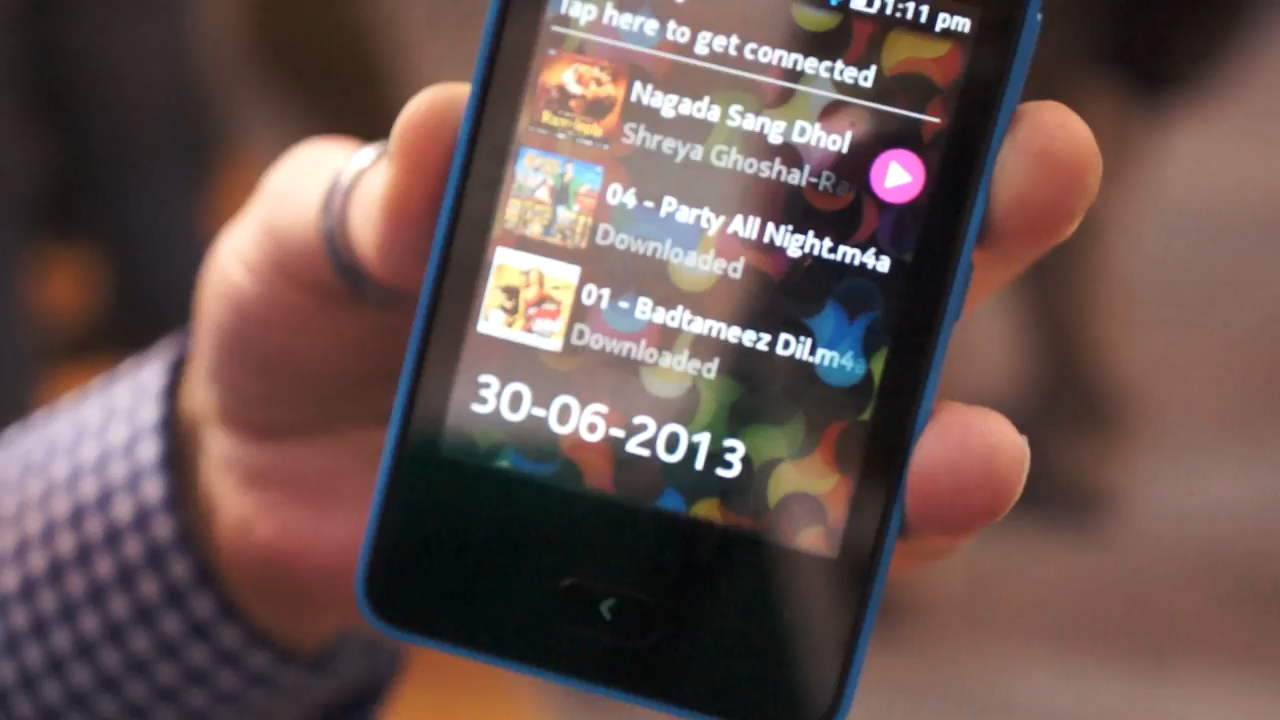 1:11 pm
Tap here to get connected
Nagada Sang Dhol
Shreya Ghoshal-Ra
04 - Party All Night.m4a
Downloaded
01 - Badtameez Dil.m4a
Downloaded
30-06-2013